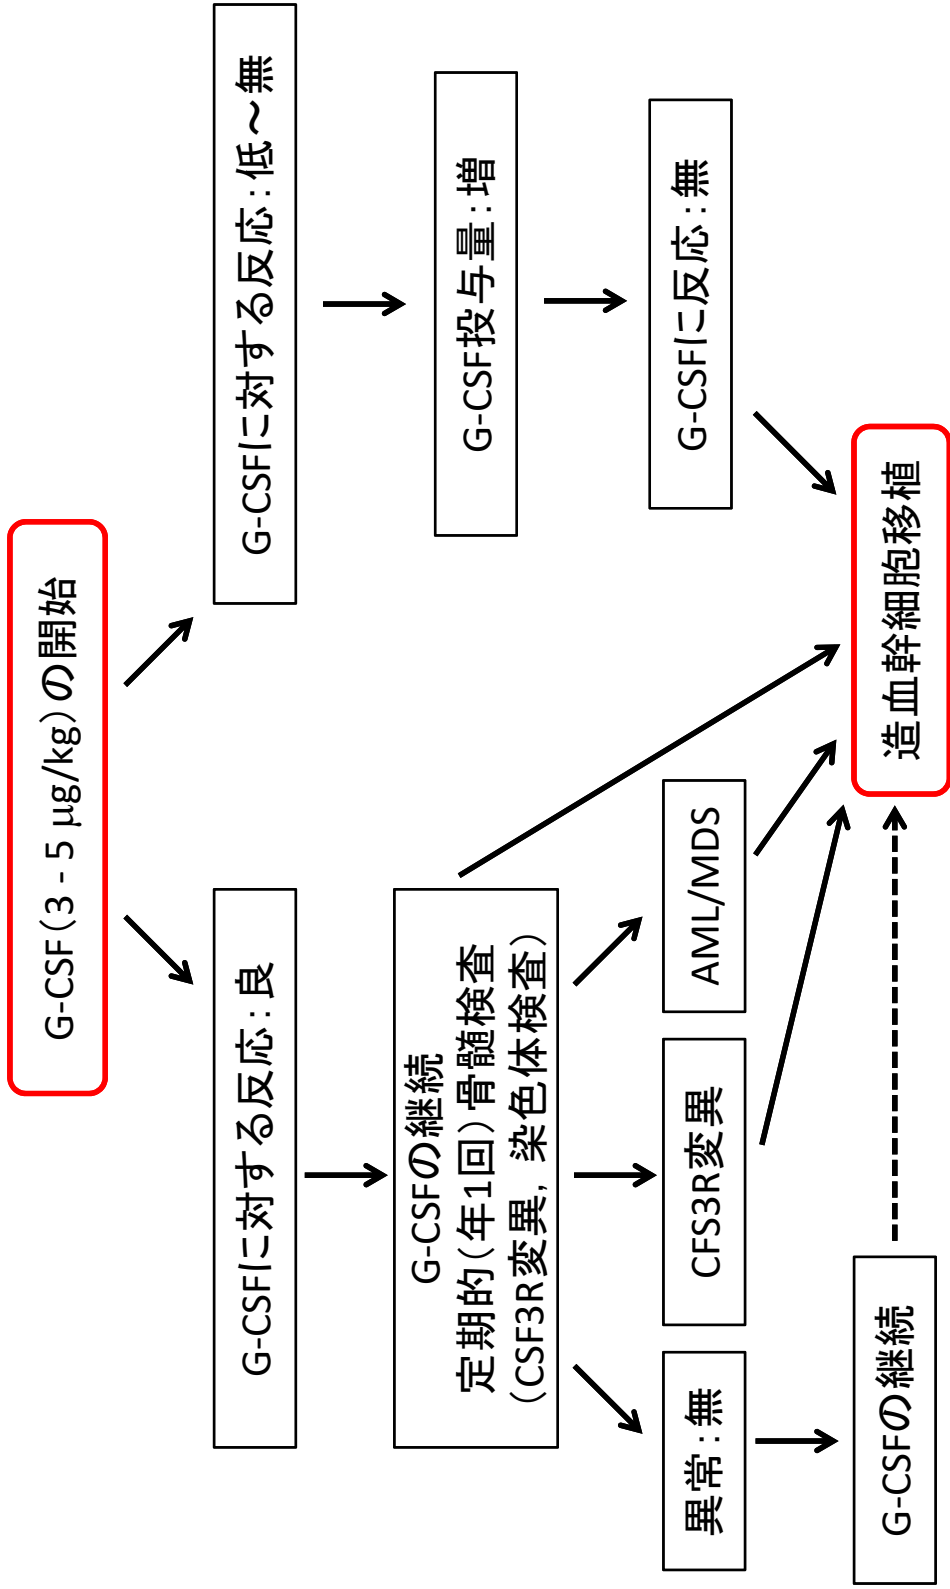 G-CSF(3 - 5 μg/kg)の開始
G-CSFに対する反応:良
G-CSFに対する反応:低～無
G-CSFの継続
定期的(年1回)骨髄検査
(CSF3R変異, 染色体検査)
G-CSF投与量:増
異常:無
CFS3R変異
AML/MDS
G-CSFに反応:無
G-CSFの継続
造血幹細胞移植